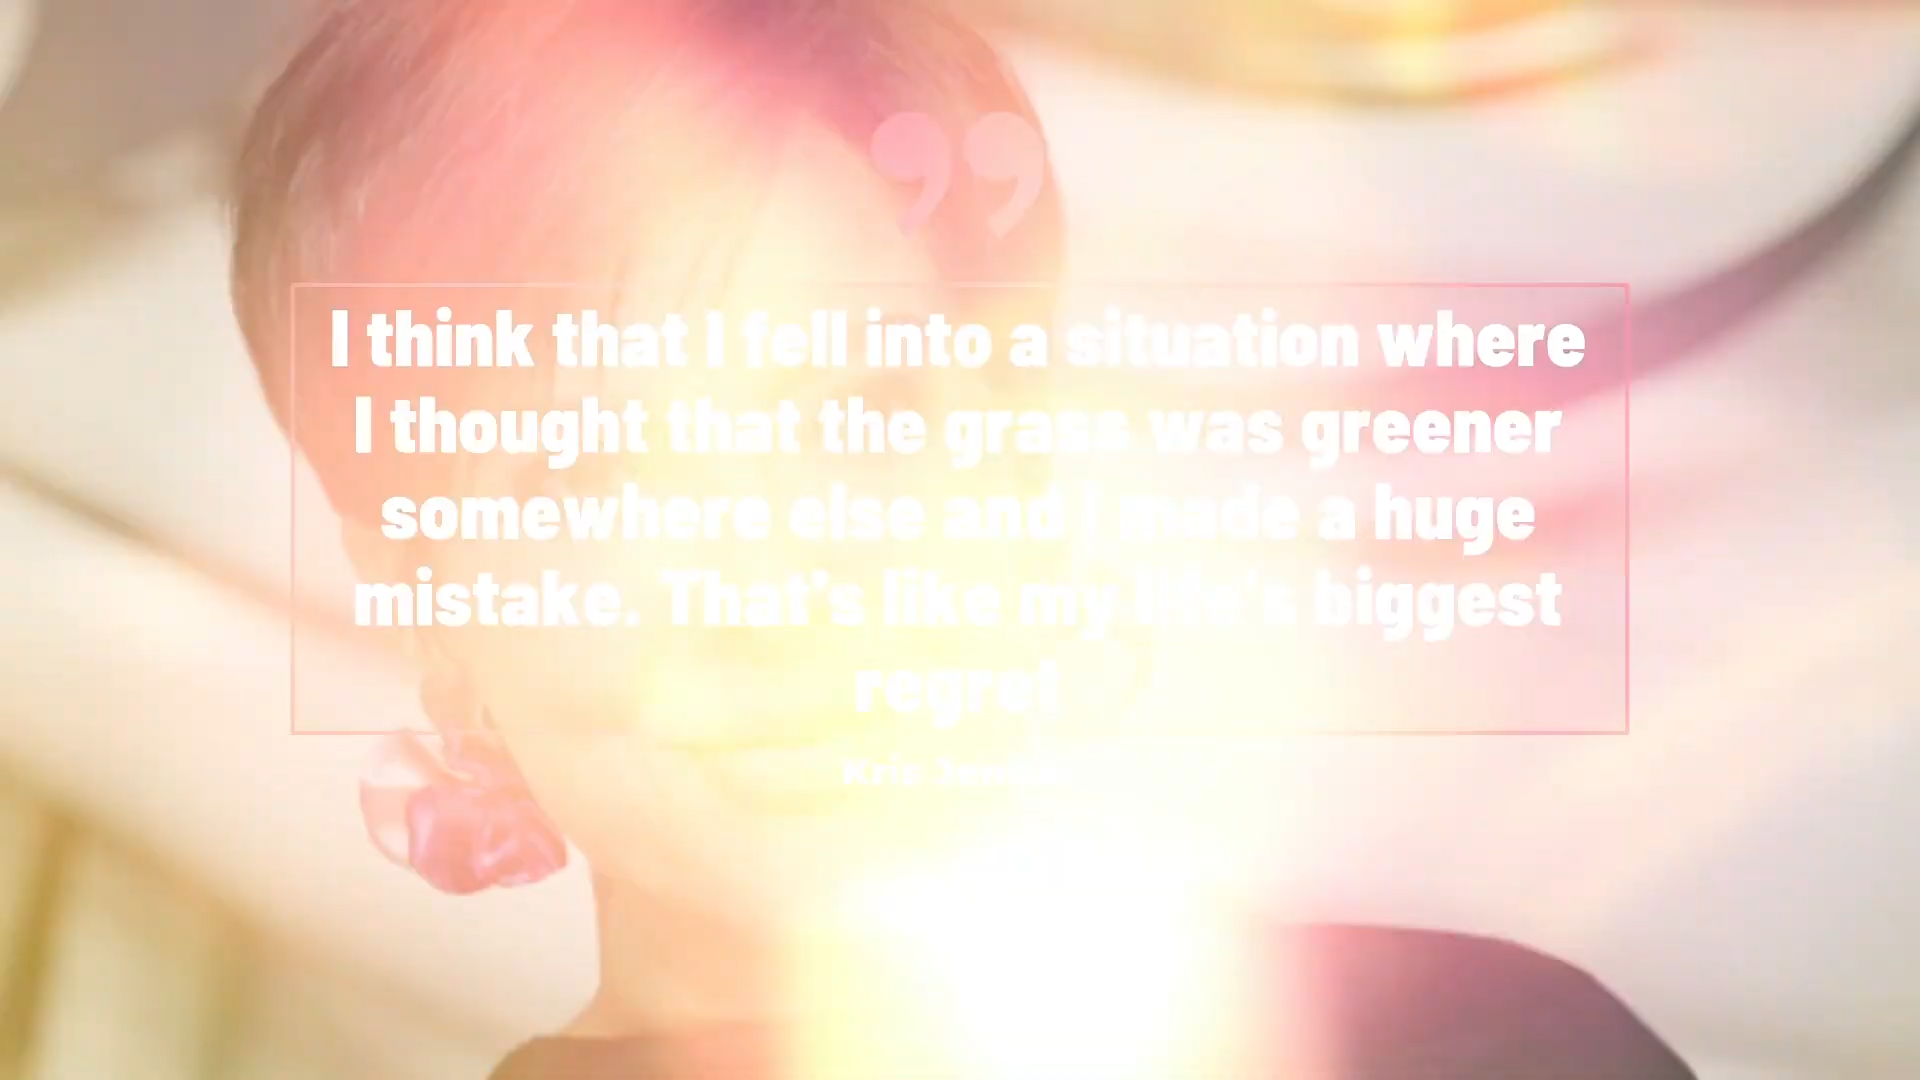 ”
I think that I fell into a situation where
I thought that the grass was greener
somewhere else and I made a huge
mistake. That's like my life's biggest
regret
Kris